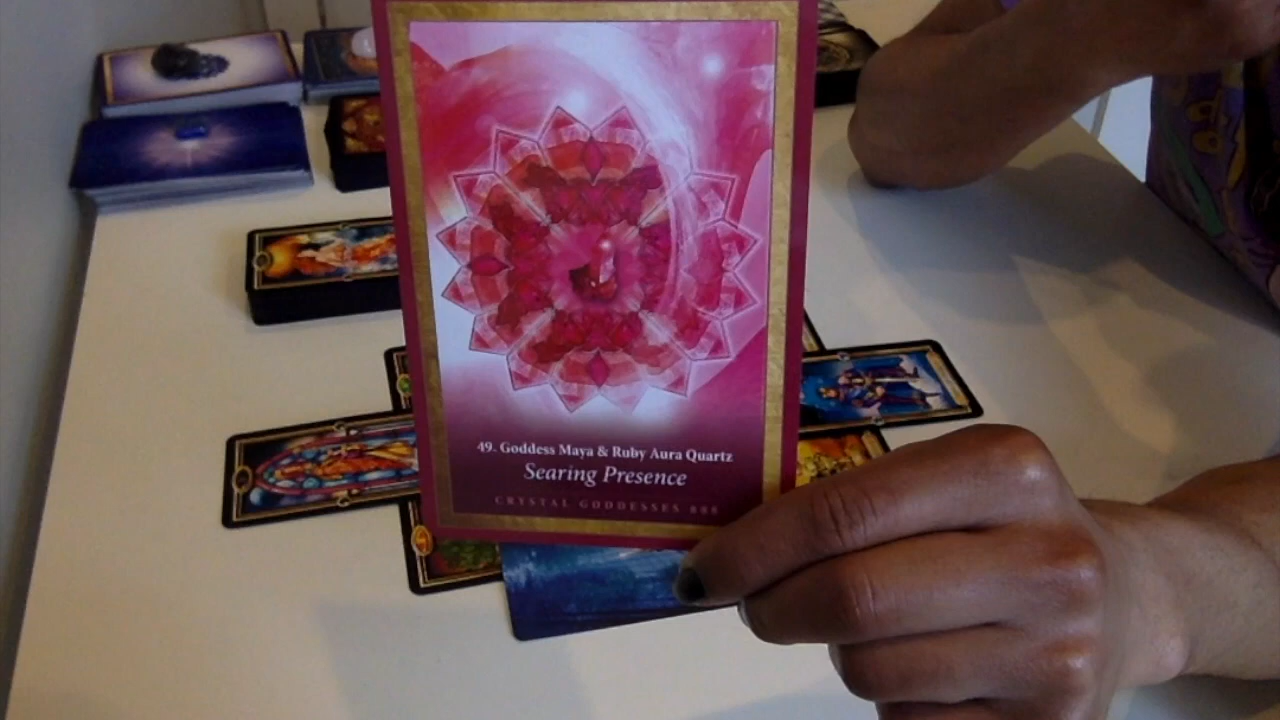 49. Goddess Maya & Ruby Aura Quartz
Searing Presence
CRYSTAL GODDESSES 888